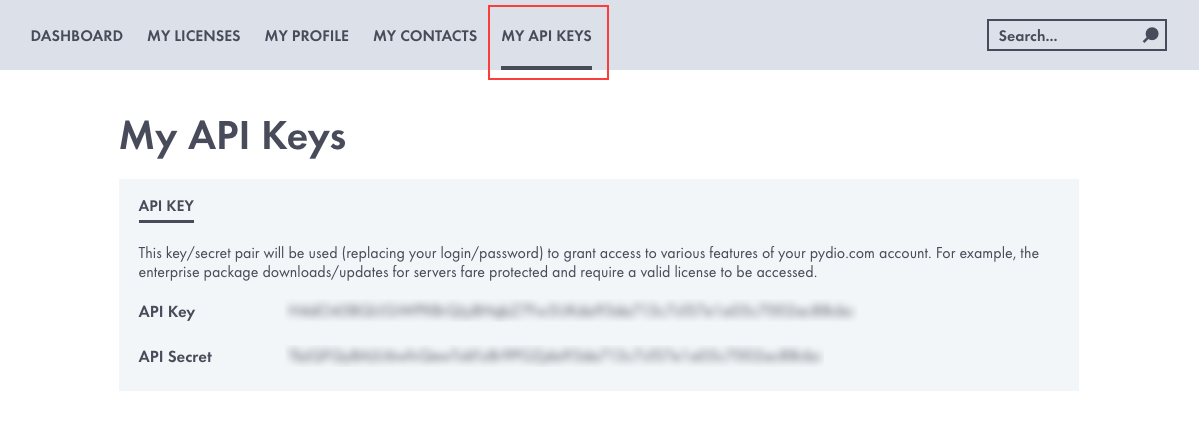 DASHBOARD MY LICENSES MY PROFILE MY CONTACTS MY API KEYS Search...
My API Keys
API KEY
This key/secret pair will be used (replacing your login/password) to grant access to various features of your pydio.com account. For example, the
enterprise package downloads/updates for servers fare protected and require a valid license to be accessed.
API Key
API Secret